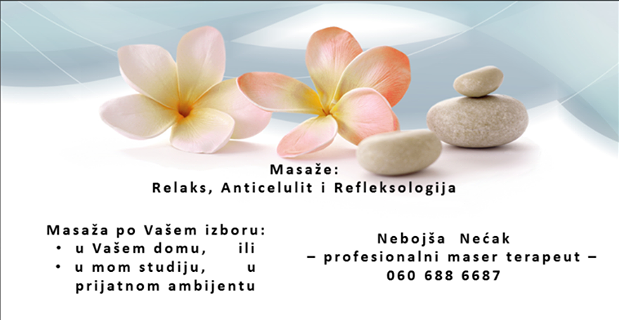 Masaže:
Relaks, Anticelulit i Refleksologija
Masaža po Vašem izboru:
• u Vašem domu, ili
• u mom studiju, u
prijatnom ambijentu
Nebojša Nećak
– profesionalni maser terapeut –
060 688 6687